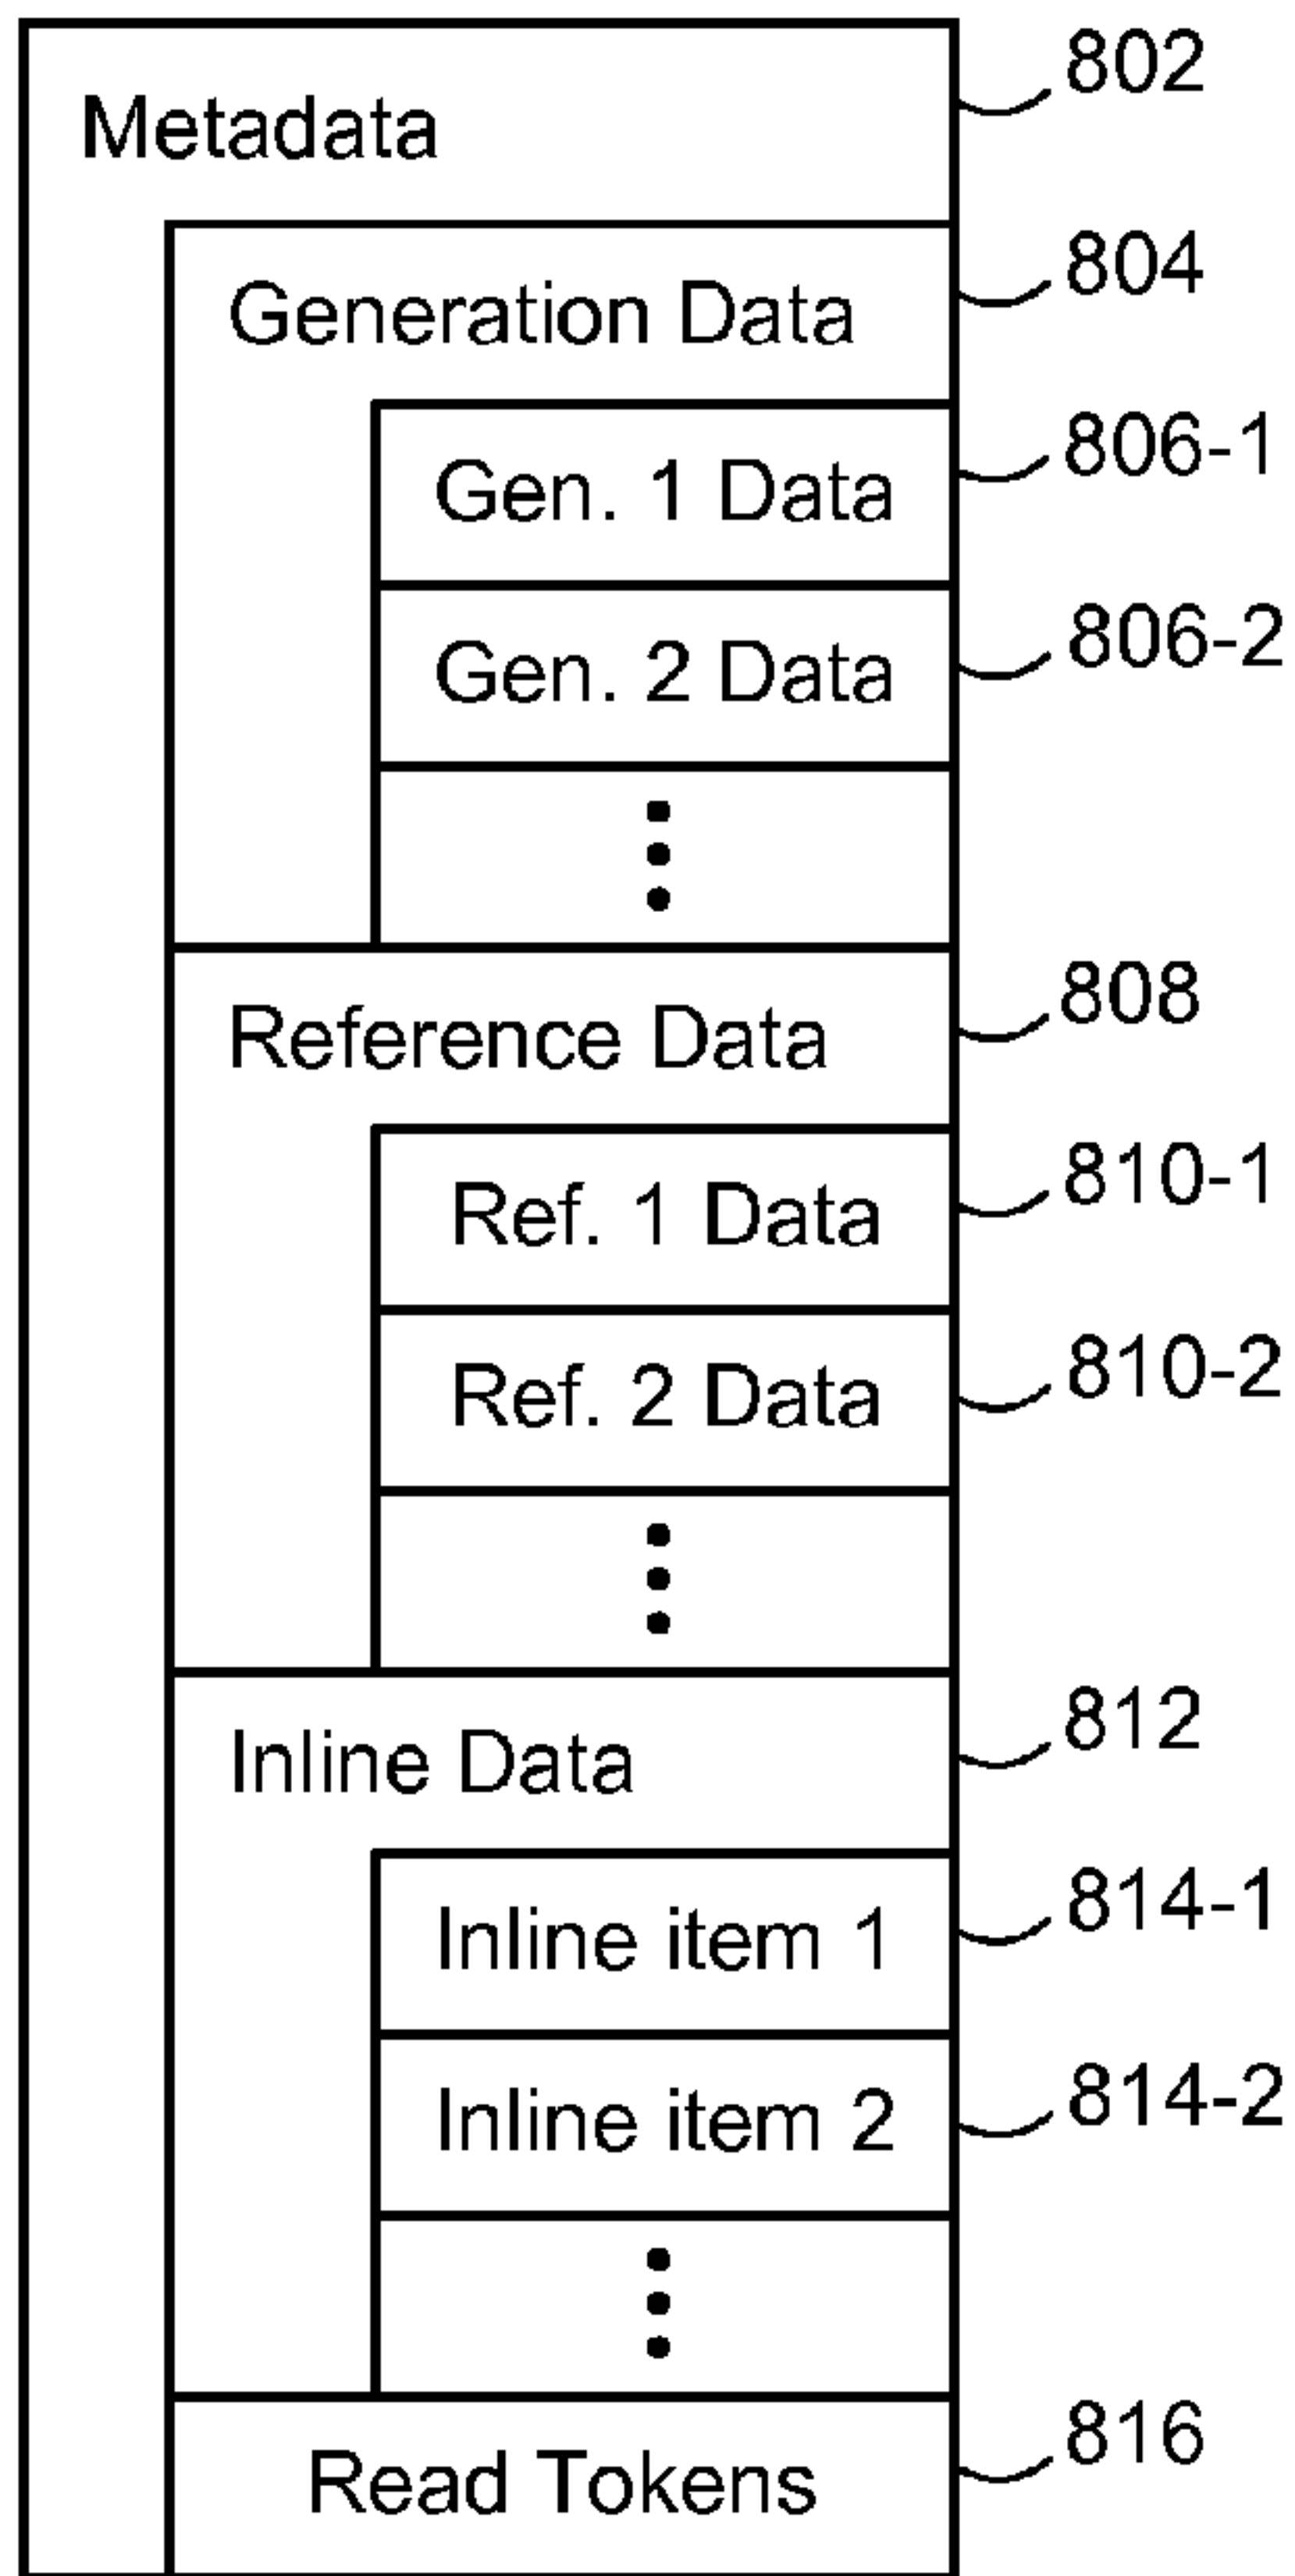 Metadata 802
Generation Data 804
Gen. 1 Data 806-1
Gen. 2 Data 806-2
Reference Data 808
Ref. 1 Data 810-1
Ref. 2 Data 810-2
Inline Data 812
Inline item 1 814-1
Inline item 2 814-2
Read Tokens 816